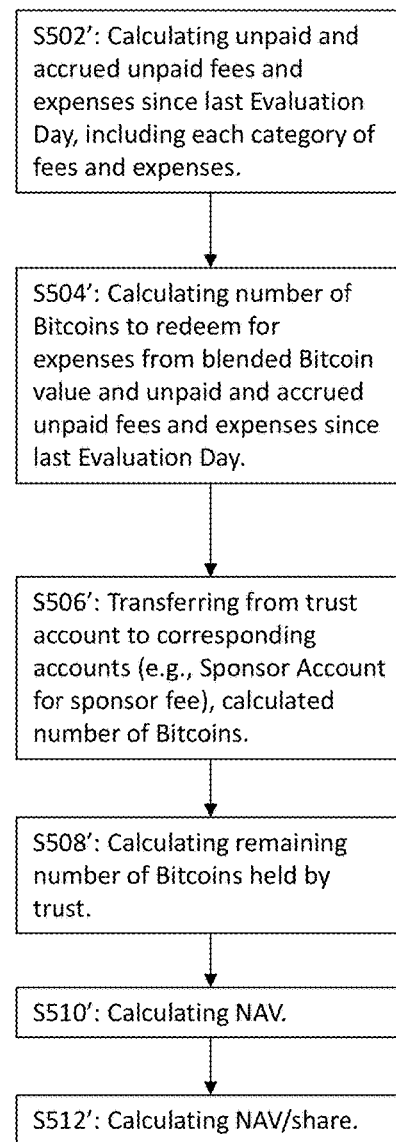 S502′: Calculating unpaid and
accrued unpaid fees and
expenses since last Evaluation
Day, including each category of
fees and expenses.
S504′: Calculating number of
Bitcoins to redeem for
expenses from blended Bitcoin
value and unpaid and accrued
unpaid fees and expenses since
last Evaluation Day.
S506′: Transferring from trust
account to corresponding
accounts (e.g., Sponsor Account
for sponsor fee), calculated
number of Bitcoins.
S508′: Calculating remaining
number of Bitcoins held by
trust.
S510′: Calculating NAV.
S512′: Calculating NAV/share.